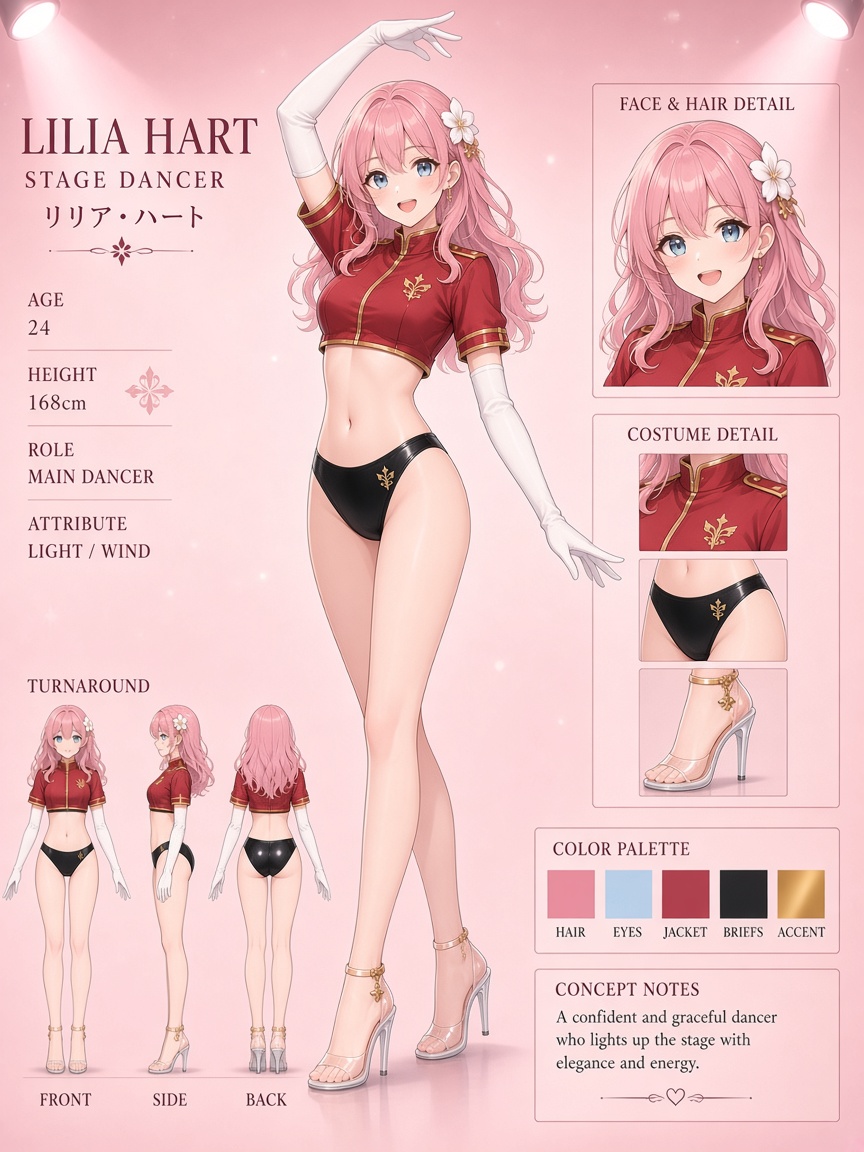 LILIA HART
STAGE DANCER
リリア・ハート
AGE
24
HEIGHT
168cm
ROLE
MAIN DANCER
ATTRIBUTE
LIGHT / WIND
TURNAROUND
FRONT
SIDE
BACK
FACE & HAIR DETAIL
COSTUME DETAIL
COLOR PALETTE
HAIR
EYES
JACKET
BRIEFS
ACCENT
CONCEPT NOTES
A confident and graceful dancer
who lights up the stage with
elegance and energy.